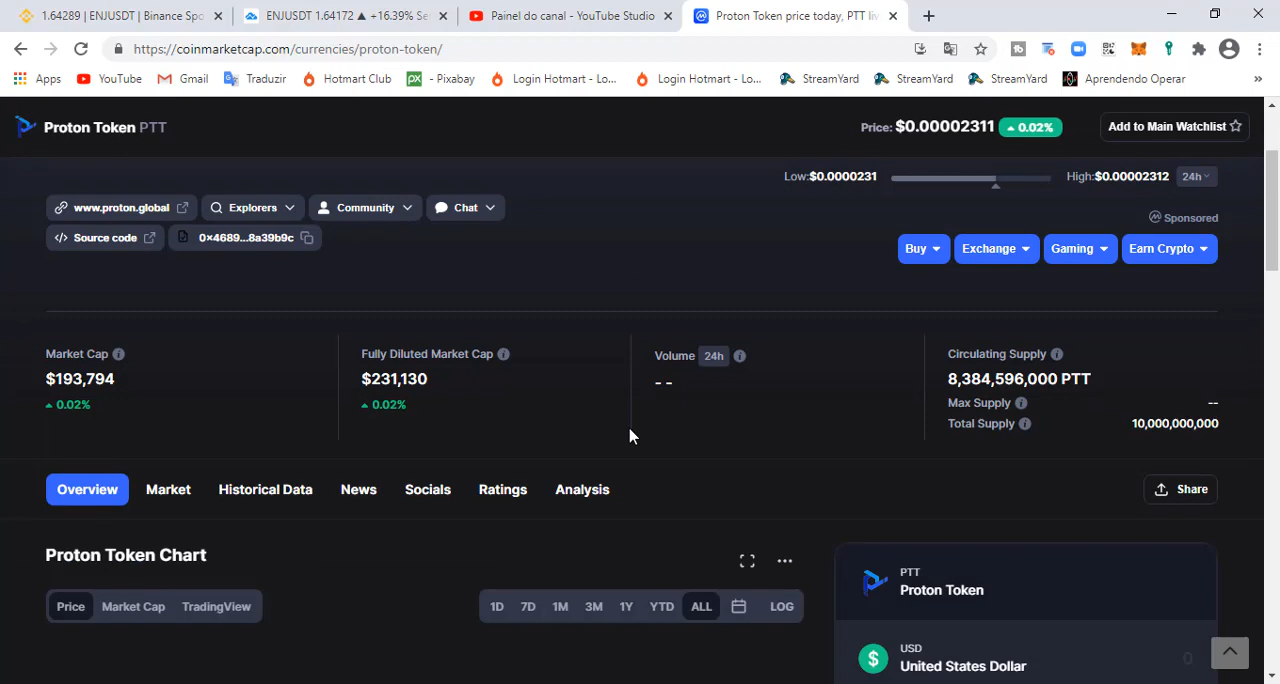 1.64289 | ENJUSDT | Binance Spo
ENJUSDT 1.64172 ▲ +16.39% Se
Painel do canal - YouTube Studio
Proton Token price today, PTT liv
https://coinmarketcap.com/currencies/proton-token/
Apps
YouTube
Gmail
Traduzir
Hotmart Club
- Pixabay
Login Hotmart - Lo...
Login Hotmart - Lo...
StreamYard
StreamYard
StreamYard
Aprendendo Operar
Proton Token PTT
Price: $0.00002311 0.02%
Add to Main Watchlist
Low:$0.0000231
High:$0.00002312 24h
www.proton.global
Explorers
Community
Chat
Source code
0x4689...8a39b9c
Sponsored
Buy
Exchange
Gaming
Earn Crypto
Market Cap
$193,794
0.02%
Fully Diluted Market Cap
$231,130
0.02%
Volume 24h
- -
Circulating Supply
8,384,596,000 PTT
Max Supply --
Total Supply 10,000,000,000
Overview
Market
Historical Data
News
Socials
Ratings
Analysis
Share
Proton Token Chart
Price
Market Cap
TradingView
1D
7D
1M
3M
1Y
YTD
ALL
LOG
PTT
Proton Token
USD
United States Dollar
0